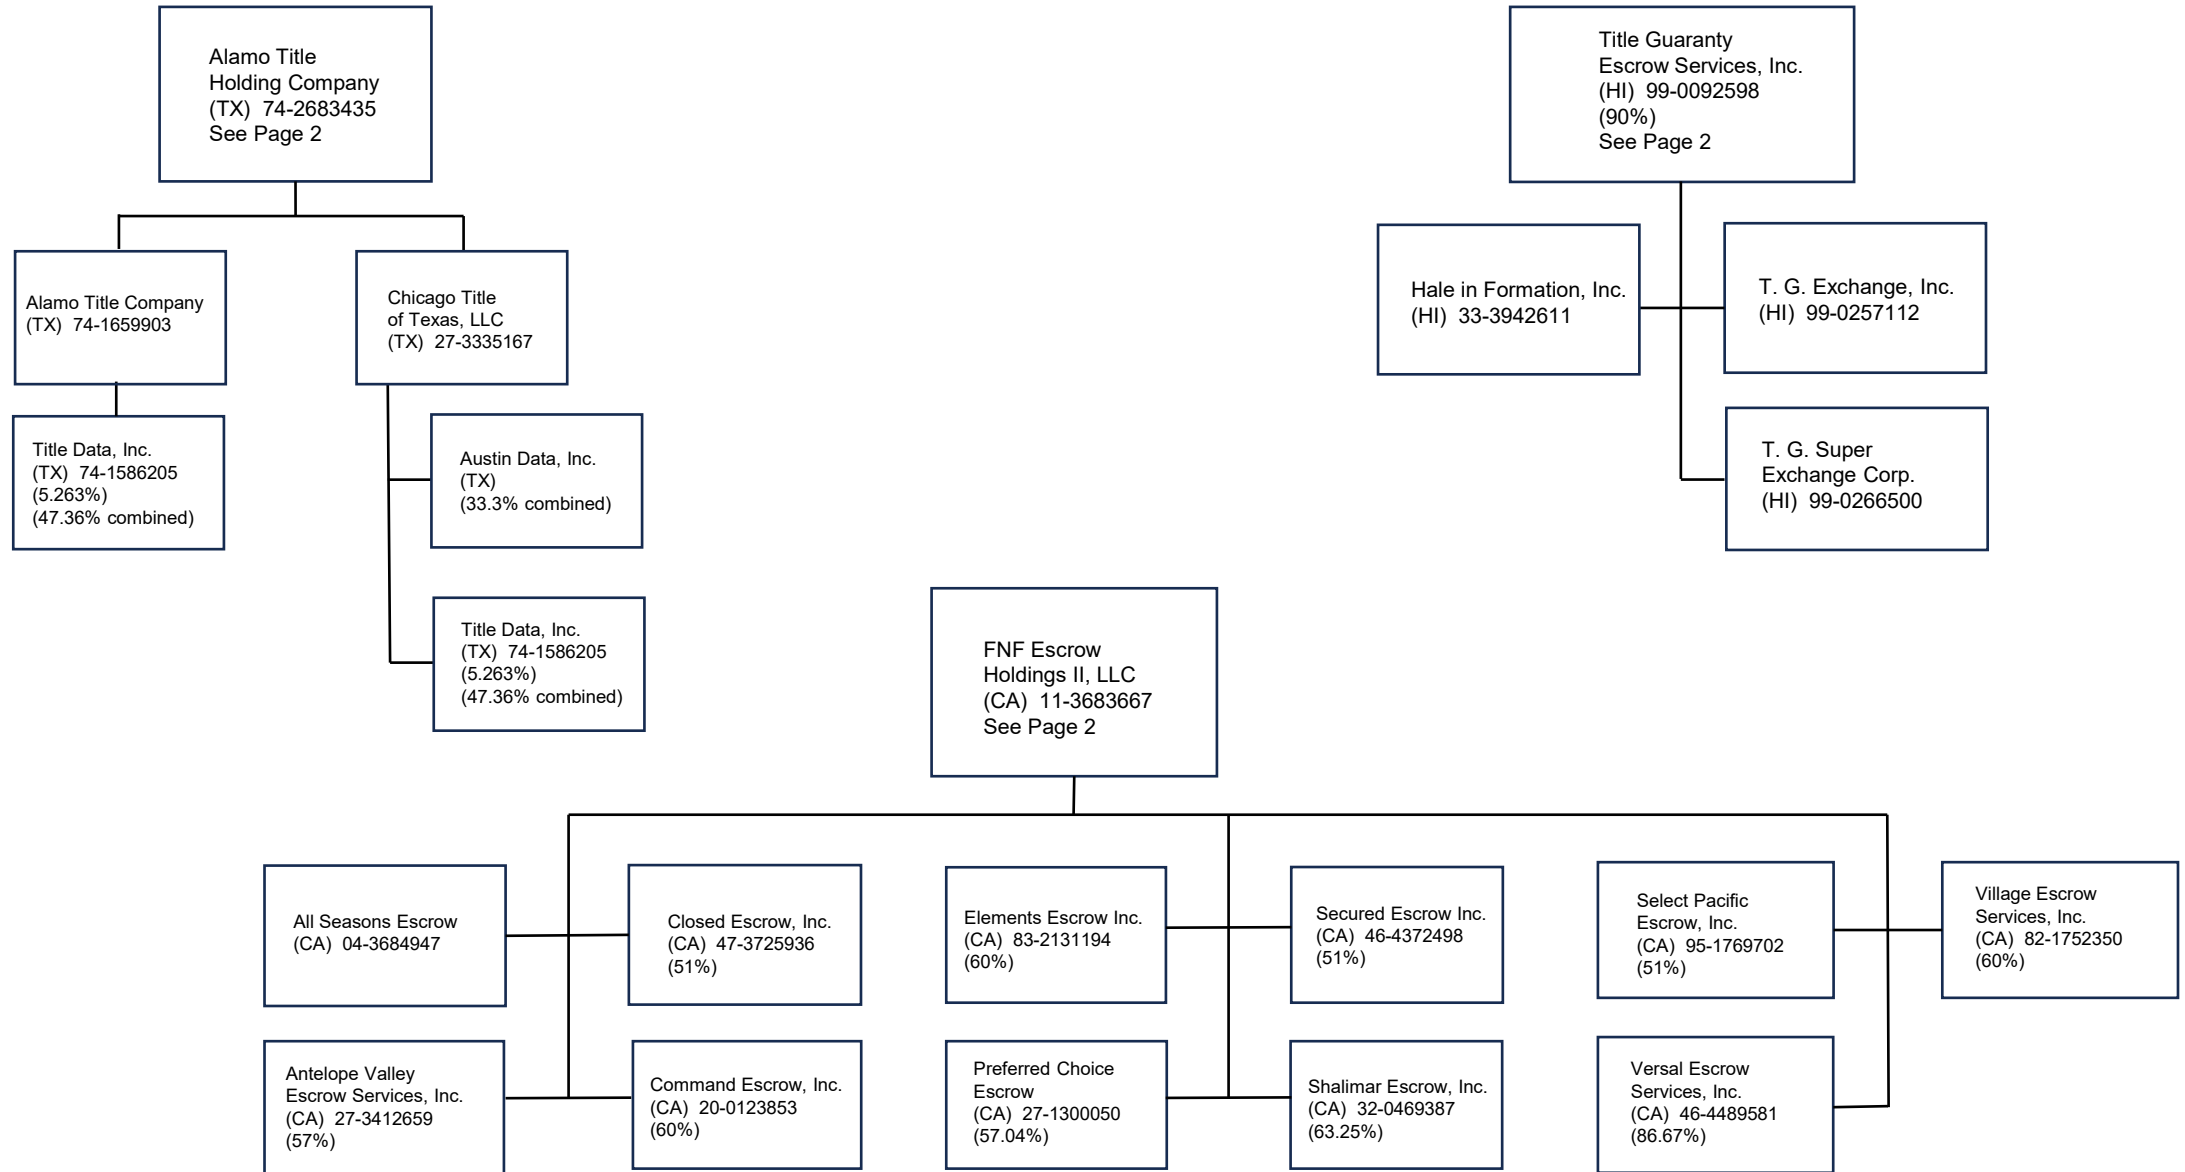 Alamo Title
Holding Company
(TX) 74-2683435
See Page 2
Title Guaranty
Escrow Services, Inc.
(HI) 99-0092598
(90%)
See Page 2
Alamo Title Company
(TX) 74-1659903
Chicago Title
of Texas, LLC
(TX) 27-3335167
Hale in Formation, Inc.
(HI) 33-3942611
T. G. Exchange, Inc.
(HI) 99-0257112
Title Data, Inc.
(TX) 74-1586205
(5.263%)
(47.36% combined)
Austin Data, Inc.
(TX)
(33.3% combined)
T. G. Super
Exchange Corp.
(HI) 99-0266500
Title Data, Inc.
(TX) 74-1586205
(5.263%)
(47.36% combined)
FNF Escrow
Holdings II, LLC
(CA) 11-3683667
See Page 2
All Seasons Escrow
(CA) 04-3684947
Closed Escrow, Inc.
(CA) 47-3725936
(51%)
Elements Escrow Inc.
(CA) 83-2131194
(60%)
Secured Escrow Inc.
(CA) 46-4372498
(51%)
Select Pacific
Escrow, Inc.
(CA) 95-1769702
(51%)
Village Escrow
Services, Inc.
(CA) 82-1752350
(60%)
Antelope Valley
Escrow Services, Inc.
(CA) 27-3412659
(57%)
Command Escrow, Inc.
(CA) 20-0123853
(60%)
Preferred Choice
Escrow
(CA) 27-1300050
(57.04%)
Shalimar Escrow, Inc.
(CA) 32-0469387
(63.25%)
Versal Escrow
Services, Inc.
(CA) 46-4489581
(86.67%)